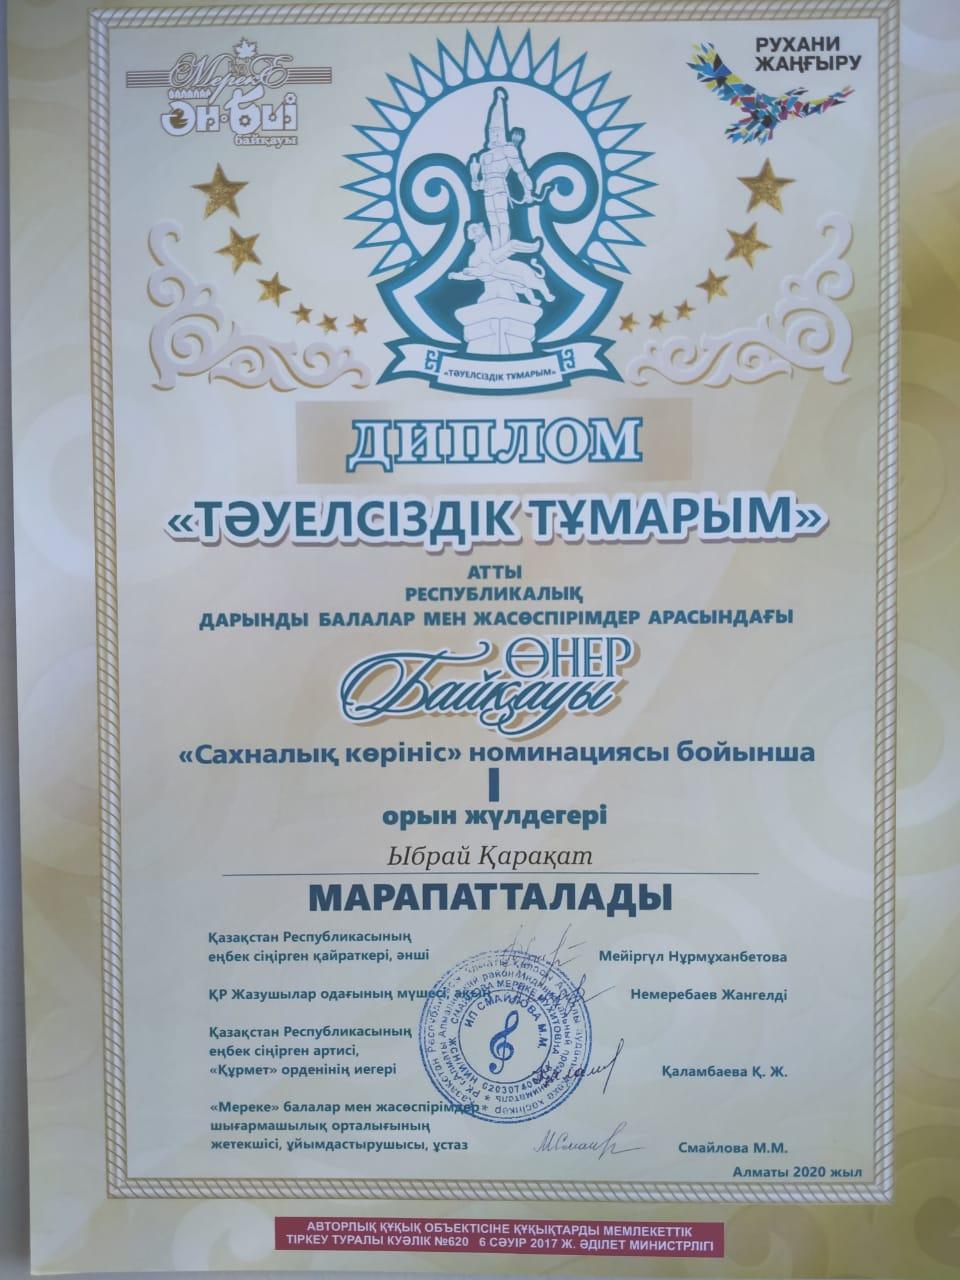 Мереке
балалар
Ән-Би
байқауы
РУХАНИ
ЖАҢҒЫРУ
«ТӘУЕЛСІЗДІК ТҰМАРЫМ»
ДИПЛОМ
«ТӘУЕЛСІЗДІК ТҰМАРЫМ»
АТТЫ
РЕСПУБЛИКАЛЫҚ
ДАРЫНДЫ БАЛАЛАР МЕН ЖАСӨСПІРІМДЕР АРАСЫНДАҒЫ
ӨНЕР
Байқауы
«Сахналық көрініс» номинациясы бойынша
I
орын жүлдегері
Ыбрай Қарақат
МАРАПАТТАЛАДЫ
Қазақстан Республикасының
еңбек сіңірген қайраткері, әнші
Мейіргүл Нұрмұханбетова
ҚР Жазушылар одағының мүшесі, ақын
Немеребаев Жангелді
Қазақстан Республикасының
еңбек сіңірген артисі,
«Құрмет» орденінің иегері
Қаламбаева Қ. Ж.
«Мереке» балалар мен жасөспірімдер
шығармашылық орталығының
жетекшісі, ұйымдастырушысы, ұстаз
Смайлова М.М.
ИП СМАЙЛОВА М.М
Алматы 2020 жыл
АВТОРЛЫҚ ҚҰҚЫҚ ОБЪЕКТІСІНЕ ҚҰҚЫҚТАРДЫ МЕМЛЕКЕТТІК
ТІРКЕУ ТУРАЛЫ КУӘЛІК №620 6 СӘУІР 2017 Ж. ӘДІЛЕТ МИНИСТРЛІГІ